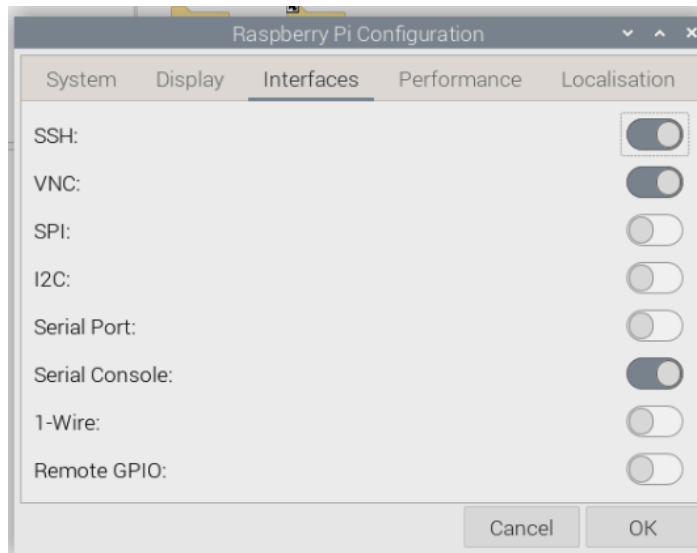 Raspberry Pi Configuration
System Display Interfaces Performance Localisation
SSH:
VNC:
SPI:
I2C:
Serial Port:
Serial Console:
1-Wire:
Remote GPIO:
Cancel OK